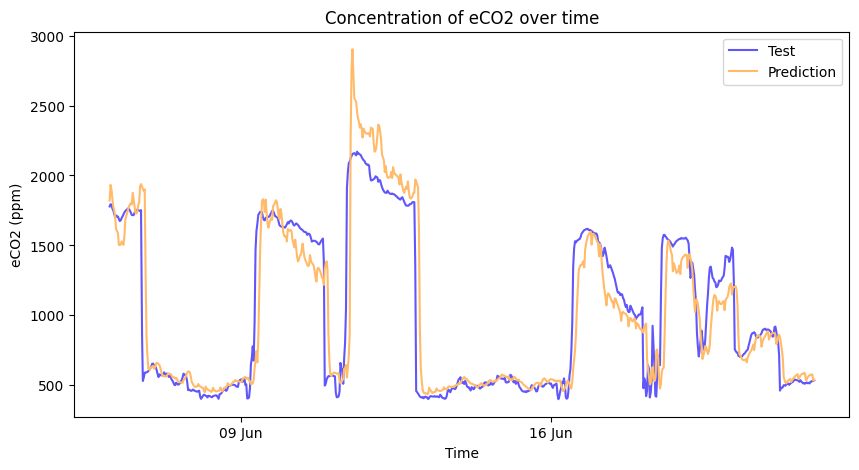 Concentration of eCO2 over time
Test
Prediction
eCO2 (ppm)
3000
2500
2000
1500
1000
500
09 Jun
16 Jun
Time